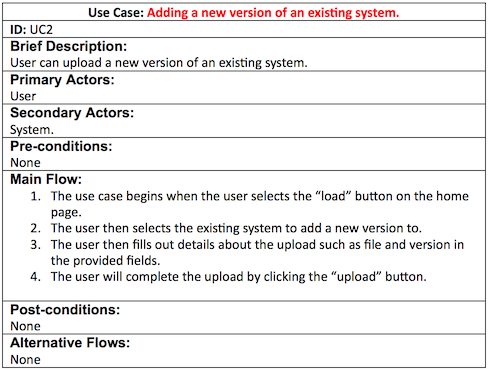 Use Case: Adding a new version of an existing system.
ID: UC2
Brief Description:
User can upload a new version of an existing system.
Primary Actors:
User
Secondary Actors:
System.
Pre-conditions:
None
Main Flow:
1. The use case begins when the user selects the “load” button on the home
page.
2. The user then selects the existing system to add a new version to.
3. The user then fills out details about the upload such as file and version in
the provided fields.
4. The user will complete the upload by clicking the “upload” button.
Post-conditions:
None
Alternative Flows:
None